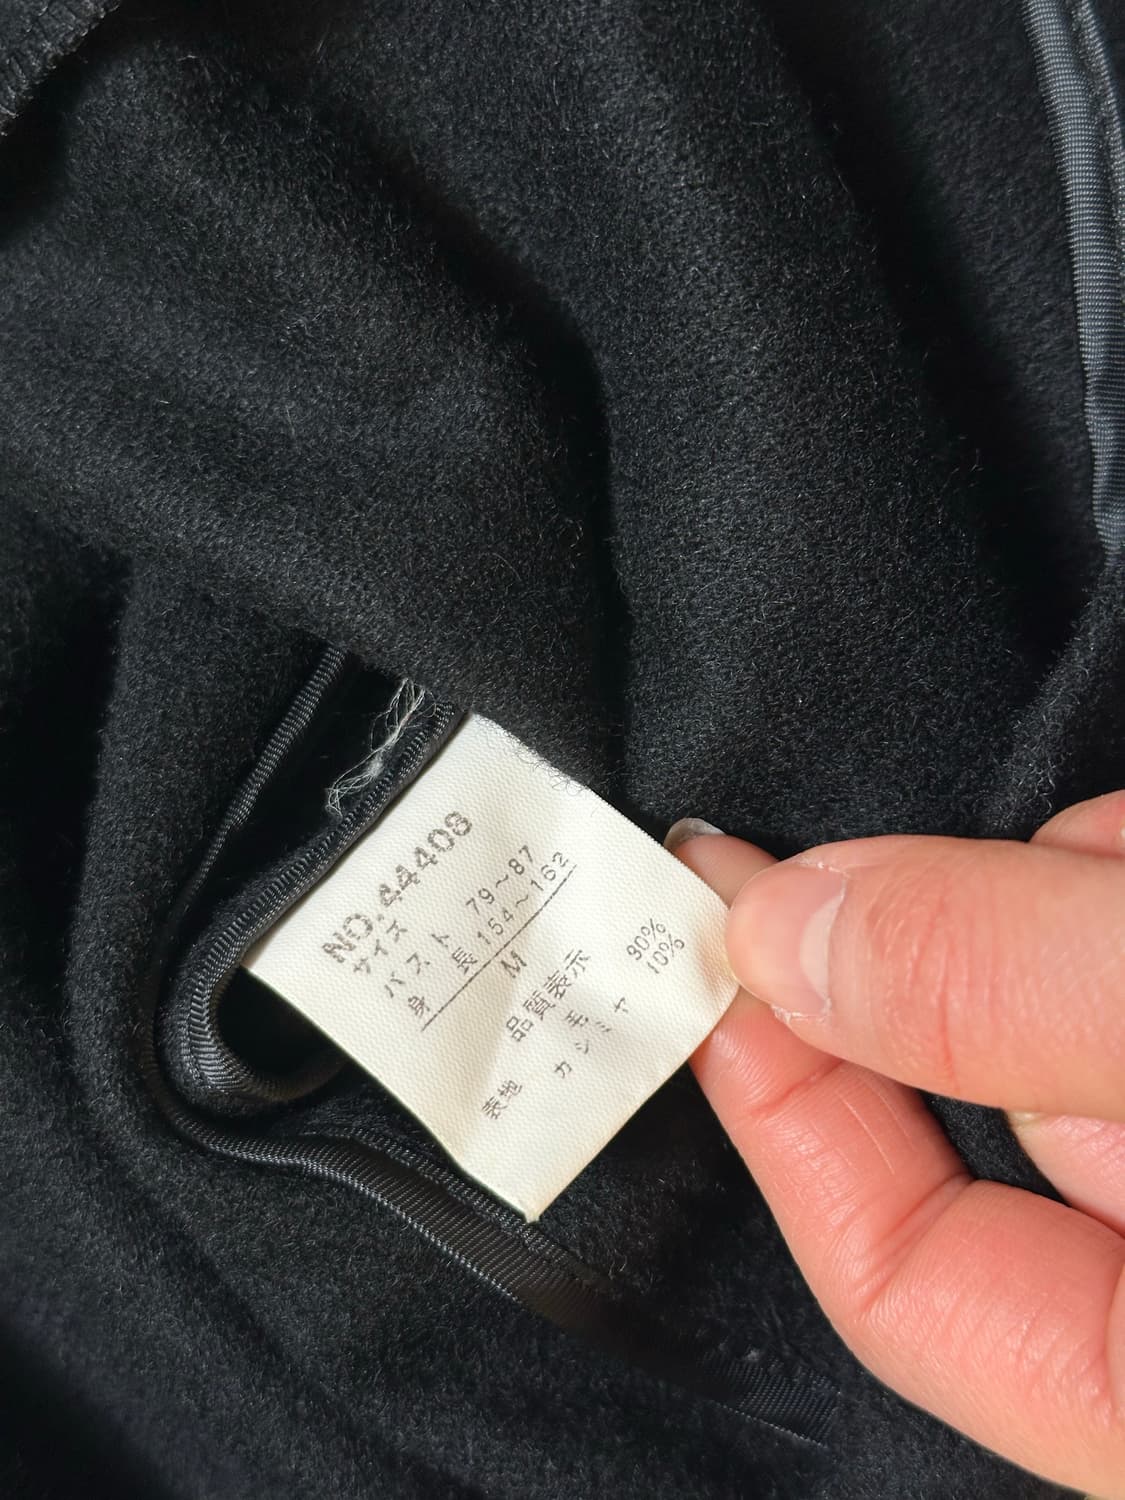 NO.44408
サイズ
バスト 79〜87
身長 154〜162
M
品質表示
表地 毛 90%
カシミヤ 10%